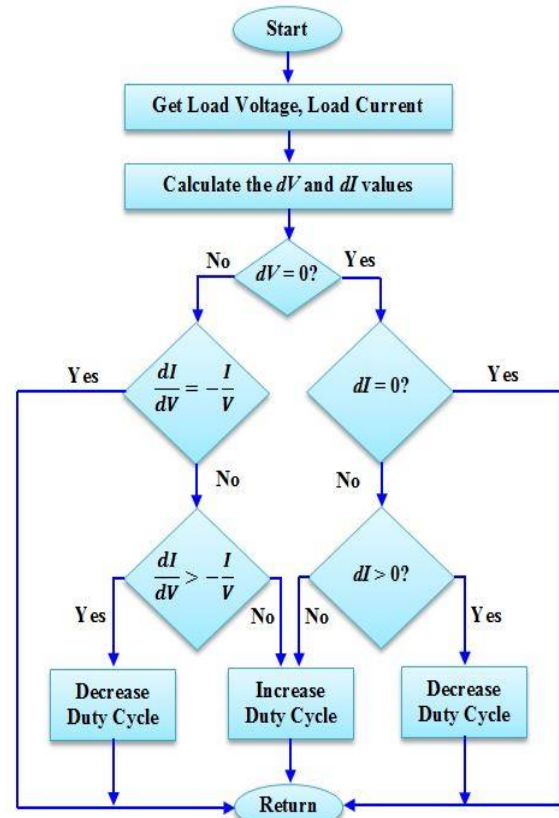 Start
Get Load Voltage, Load Current
Calculate the dV and dI values
No
dV = 0?
Yes
Yes
dI/dV = -I/V
dI = 0?
Yes
No
No
dI/dV > -I/V
dI > 0?
Yes
No
No
Yes
Decrease
Duty Cycle
Increase
Duty Cycle
Decrease
Duty Cycle
Return